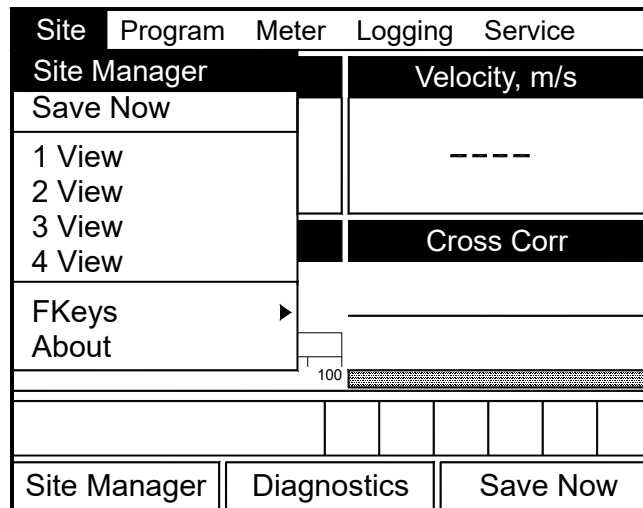 Site Program Meter Logging Service
Site Manager
Save Now
1 View
2 View
3 View
4 View
FKeys
About
Velocity, m/s
----
Cross Corr
100
Site Manager Diagnostics Save Now